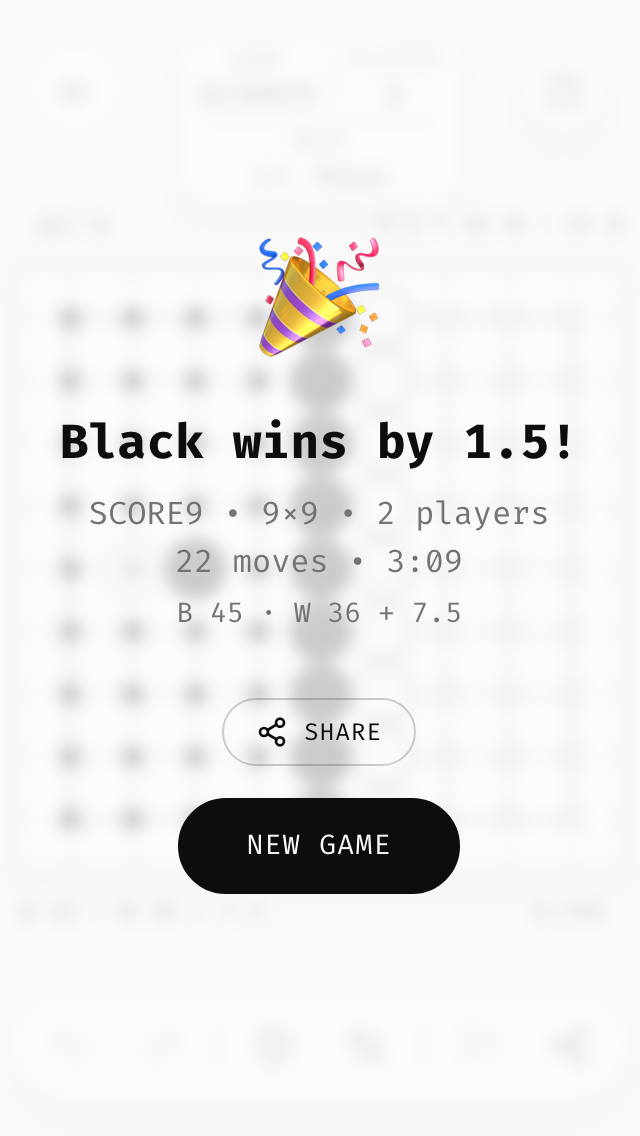 Black wins by 1.5!
SCORE9 • 9×9 • 2 players
22 moves • 3:09
B 45 · W 36 + 7.5
SHARE
NEW GAME